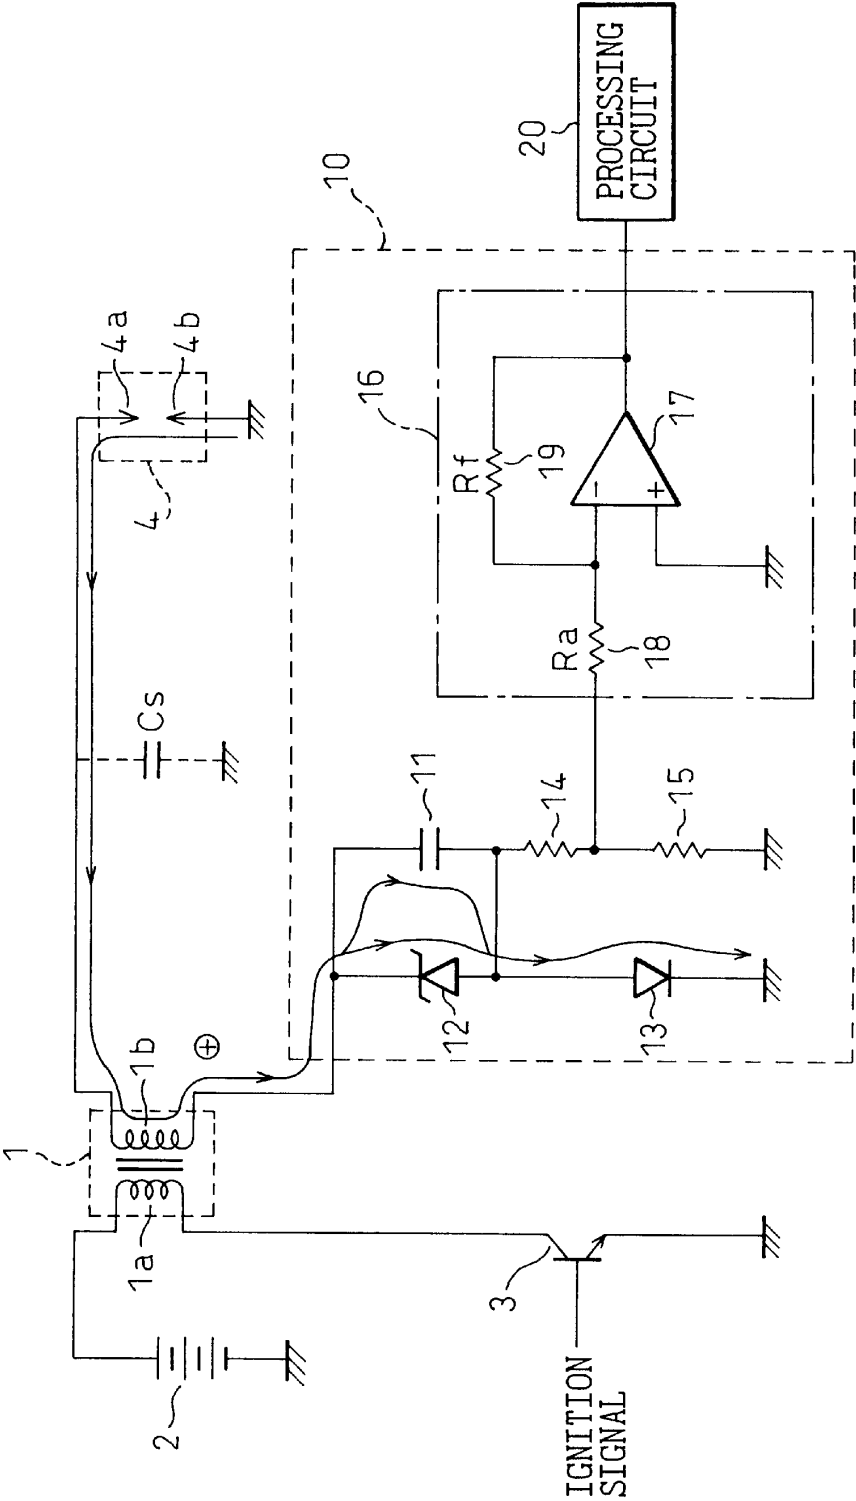 1
1a
1b
2
3
IGNITION
SIGNAL
+
Cs
4
4a
4b
10
11
12
13
14
15
16
Ra
18
Rf
19
-
+
17
20
PROCESSING
CIRCUIT